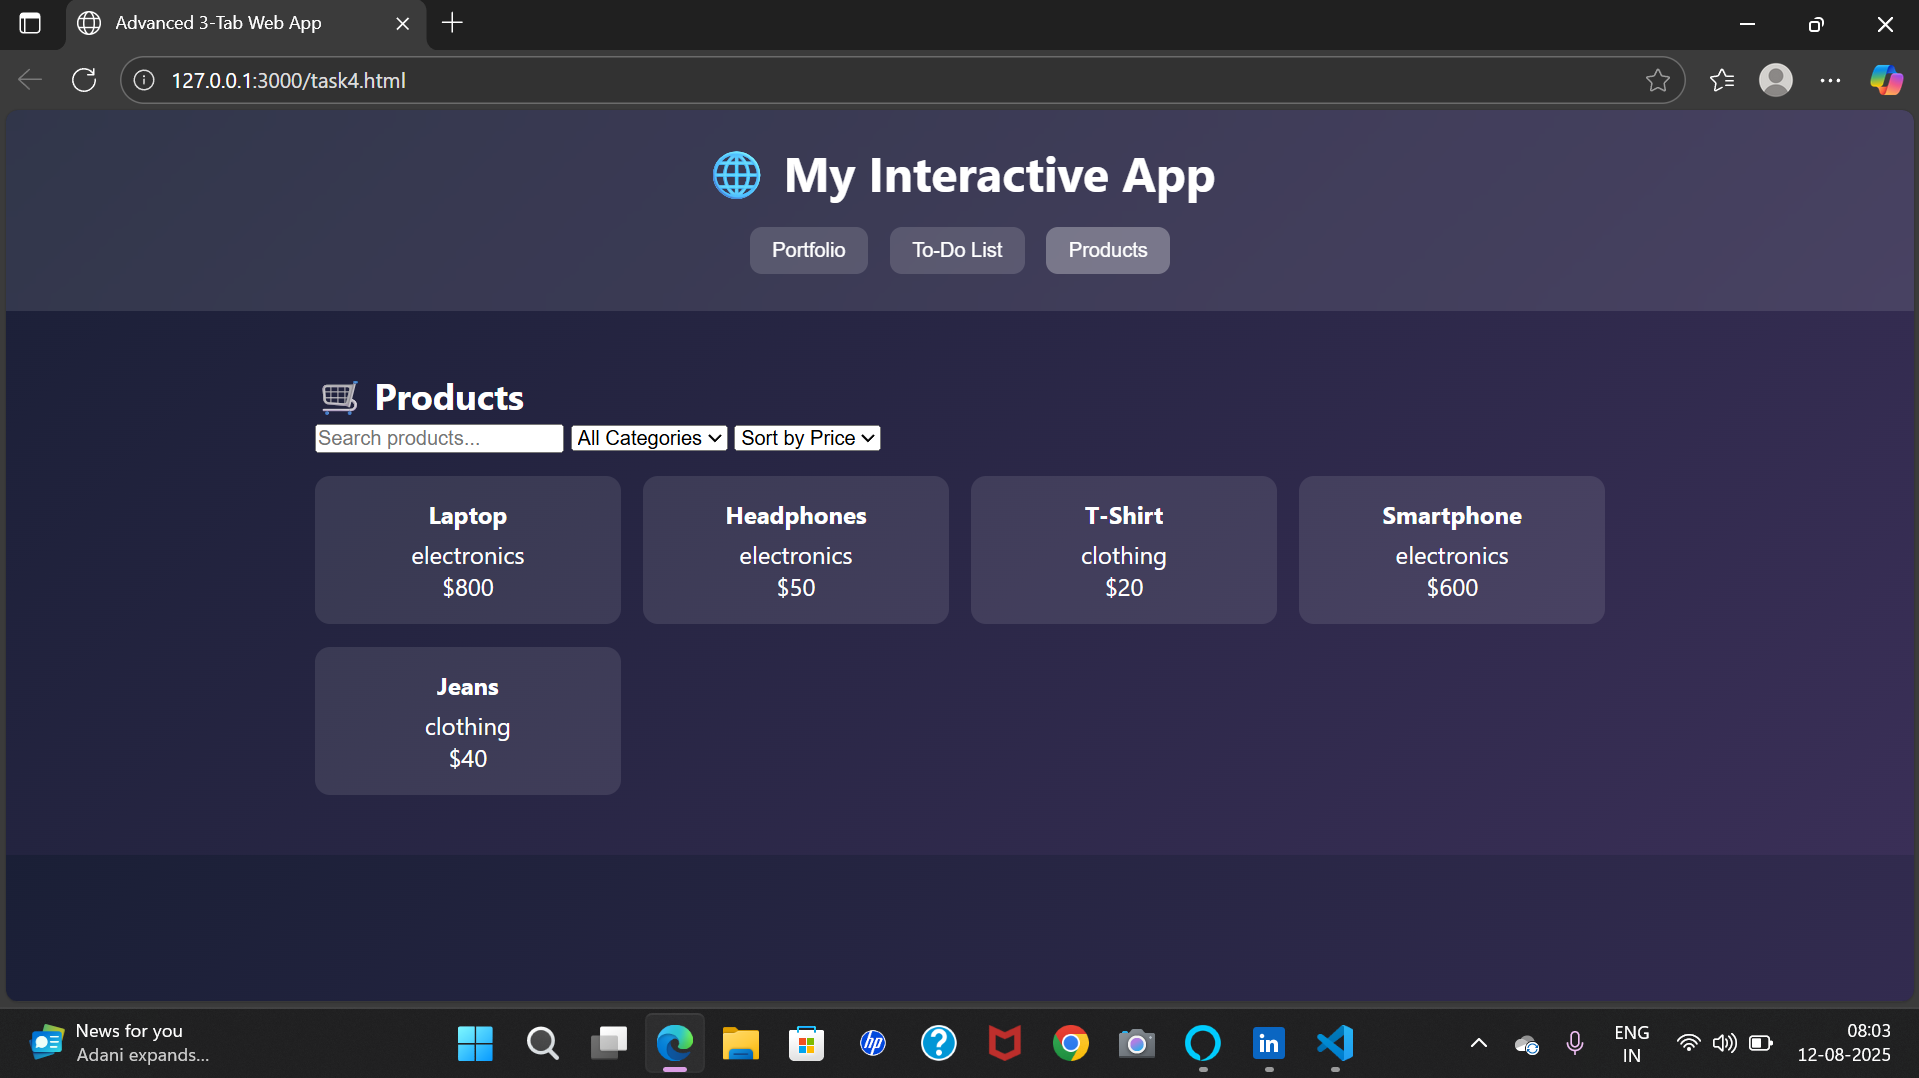 Advanced 3-Tab Web App
127.0.0.1:3000/task4.html
My Interactive App
Portfolio
To-Do List
Products
Products
Search products...
All Categories
Sort by Price
Laptop
electronics
$800
Headphones
electronics
$50
T-Shirt
clothing
$20
Smartphone
electronics
$600
Jeans
clothing
$40
News for you
Adani expands...
hp
?
in
ENG
IN
08:03
12-08-2025